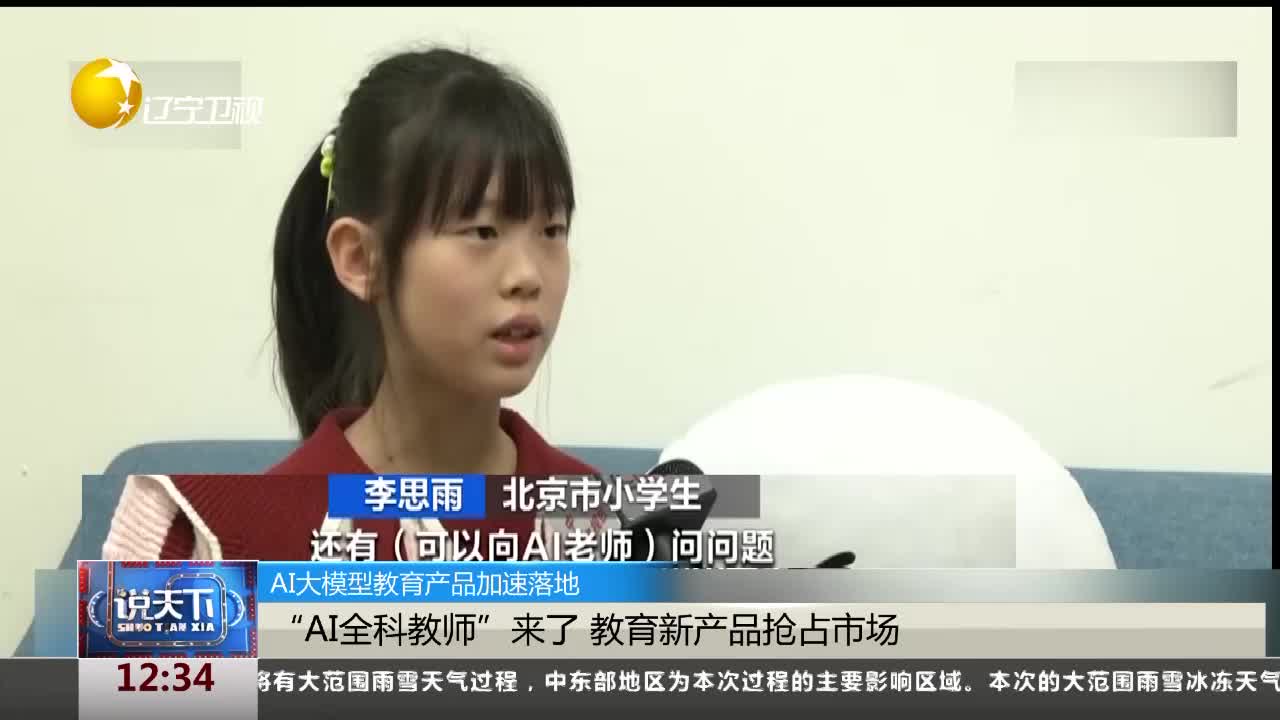 辽宁卫视
李思雨 北京市小学生
还有（可以向AI老师）问问题
AI大模型教育产品加速落地
说天下
SHUO TIAN XIA
“AI全科教师”来了 教育新产品抢占市场
12:34
将有大范围雨雪天气过程，中东部地区为本次过程的主要影响区域。本次的大范围雨雪冰冻天气